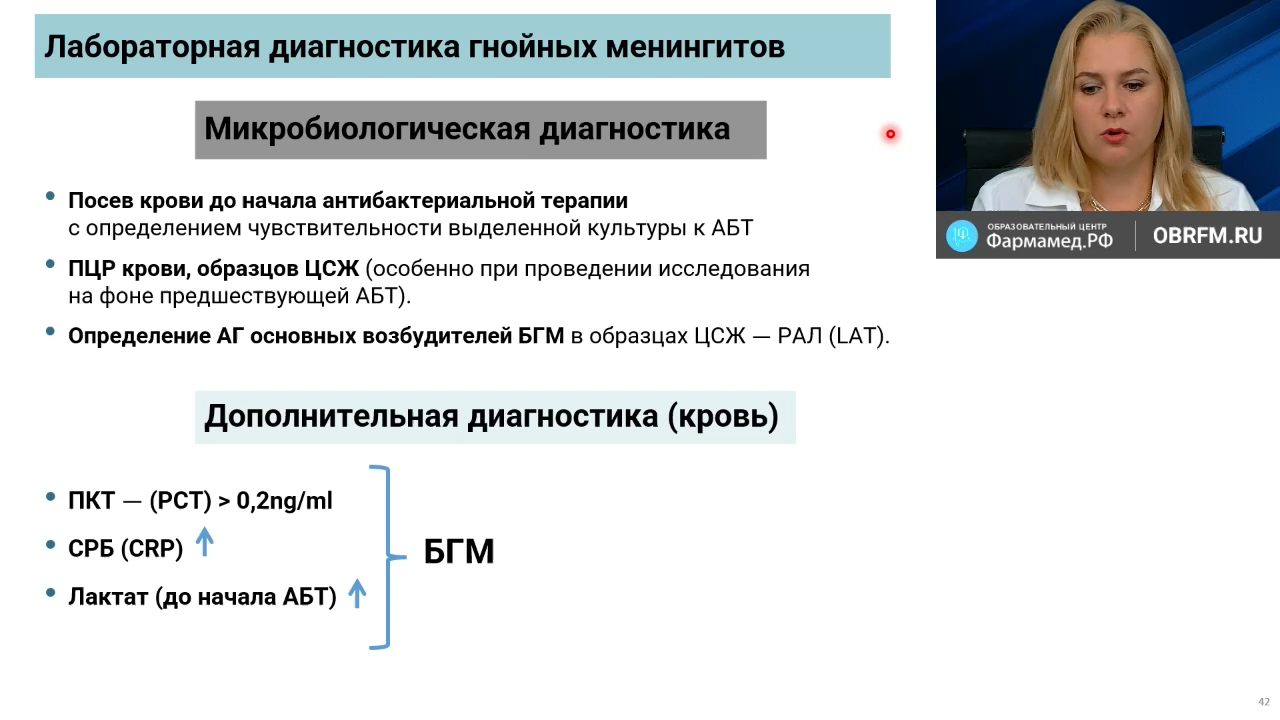 Лабораторная диагностика гнойных менингитов
Микробиологическая диагностика
• Посев крови до начала антибактериальной терапии
с определением чувствительности выделенной культуры к АБТ
• ПЦР крови, образцов ЦСЖ (особенно при проведении исследования
на фоне предшествующей АБТ).
• Определение АГ основных возбудителей БГМ в образцах ЦСЖ — РАЛ (LAT).
Дополнительная диагностика (кровь)
• ПКТ — (PCT) > 0,2ng/ml
• СРБ (CRP) ↑
• Лактат (до начала АБТ) ↑
БГМ
ОБРАЗОВАТЕЛЬНЫЙ ЦЕНТР
Фармамед.РФ
OBRFM.RU
42